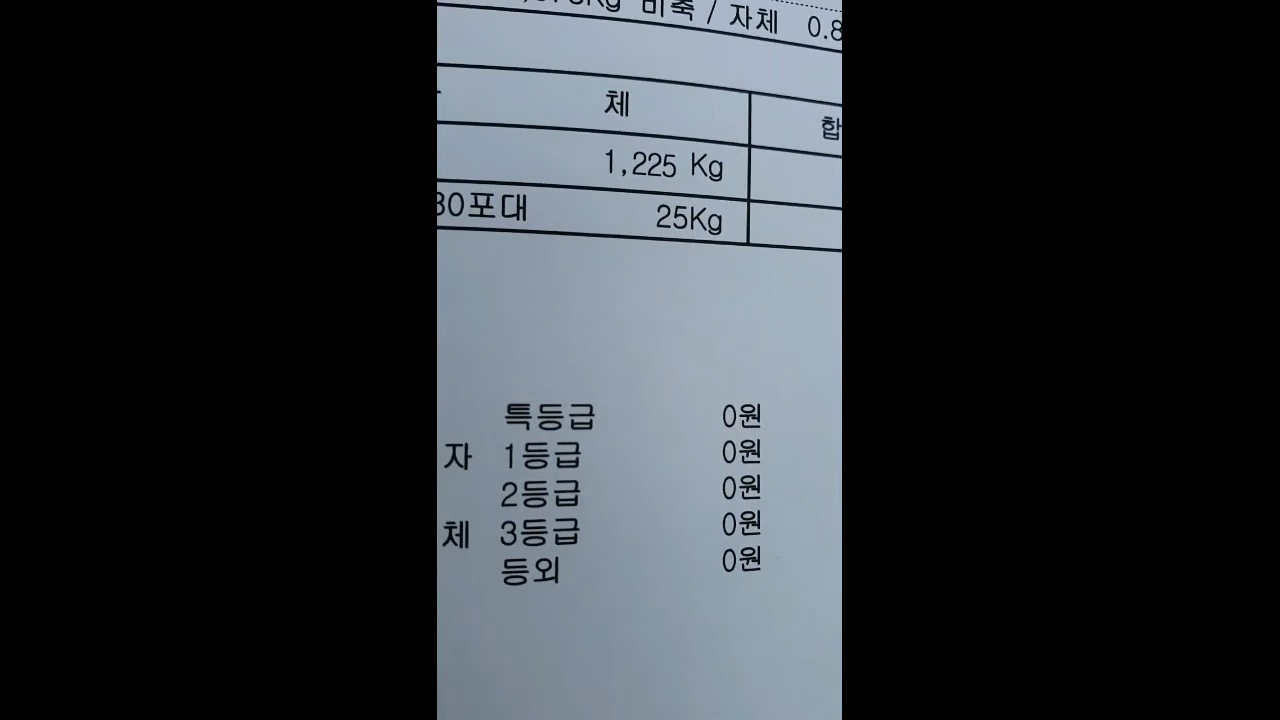 비축 / 자체 0.8
체 합
1,225 Kg
30포대 25Kg
특등급 0원
자 1등급 0원
2등급 0원
체 3등급 0원
등외 0원